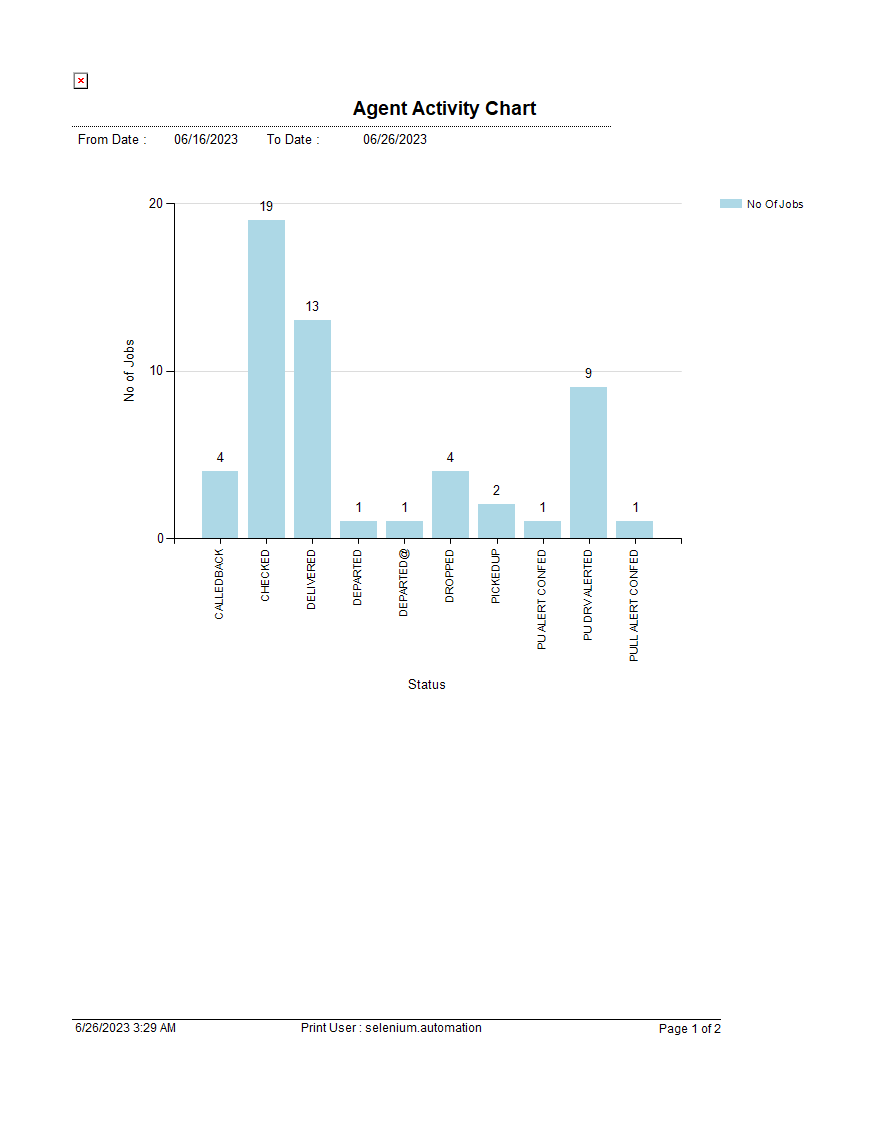 Agent Activity Chart
From Date : 06/16/2023 To Date : 06/26/2023
20
10
0
No of Jobs
4
19
13
1
1
4
2
1
9
1
No Of Jobs
CALLEDBACK
CHECKED
DELIVERED
DEPARTED
DEPARTED@
DROPPED
PICKEDUP
PU ALERT CONFED
PU DRV ALERTED
PULL ALERT CONFED
Status
6/26/2023 3:29 AM Print User : selenium.automation Page 1 of 2